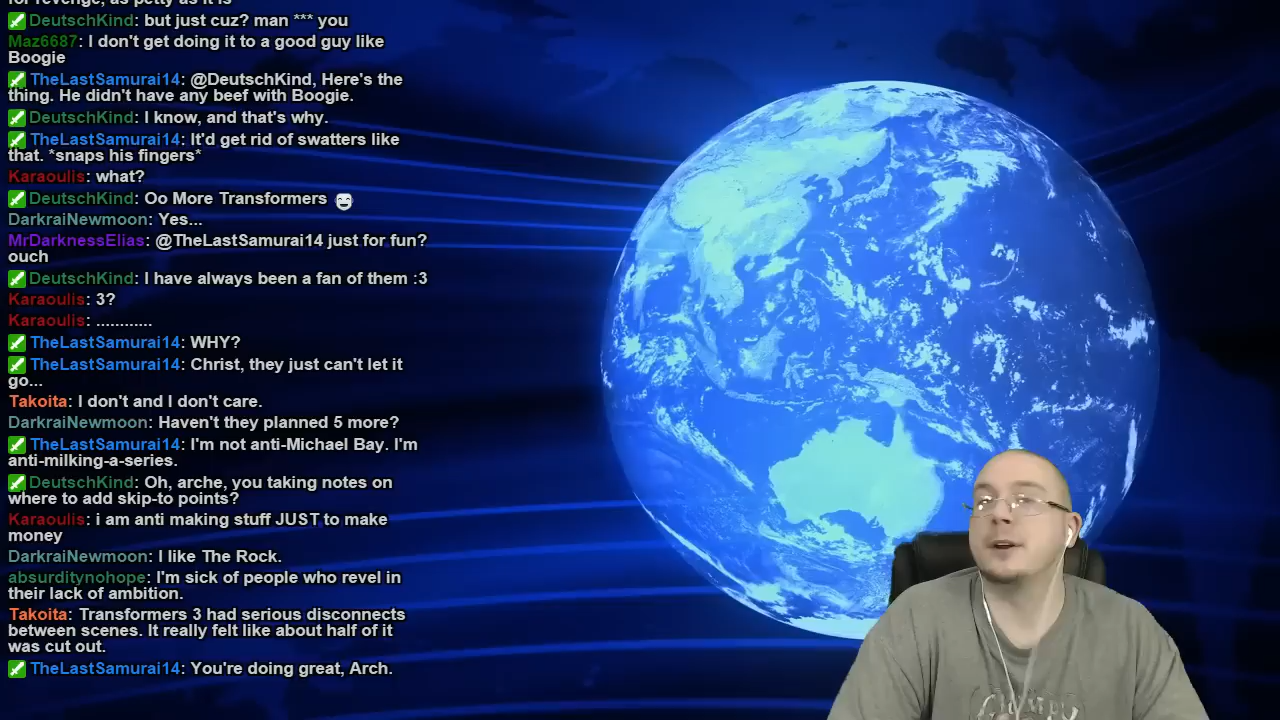 for revenge, as petty as it is
DeutschKind: but just cuz? man *** you
Maz6687: I don't get doing it to a good guy like
Boogie
TheLastSamurai14: @DeutschKind, Here's the
thing. He didn't have any beef with Boogie.
DeutschKind: I know, and that's why.
TheLastSamurai14: It'd get rid of swatters like
that. *snaps his fingers*
Karaoulis: what?
DeutschKind: Oo More Transformers
DarkraiNewmoon: Yes...
MrDarknessElias: @TheLastSamurai14 just for fun?
ouch
DeutschKind: I have always been a fan of them :3
Karaoulis: 3?
Karaoulis: ............
TheLastSamurai14: WHY?
TheLastSamurai14: Christ, they just can't let it
go...
Takoita: I don't and I don't care.
DarkraiNewmoon: Haven't they planned 5 more?
TheLastSamurai14: I'm not anti-Michael Bay. I'm
anti-milking-a-series.
DeutschKind: Oh, arche, you taking notes on
where to add skip-to points?
Karaoulis: i am anti making stuff JUST to make
money
DarkraiNewmoon: I like The Rock.
absurditynohope: I'm sick of people who revel in
their lack of ambition.
Takoita: Transformers 3 had serious disconnects
between scenes. It really felt like about half of it
was cut out.
TheLastSamurai14: You're doing great, Arch.